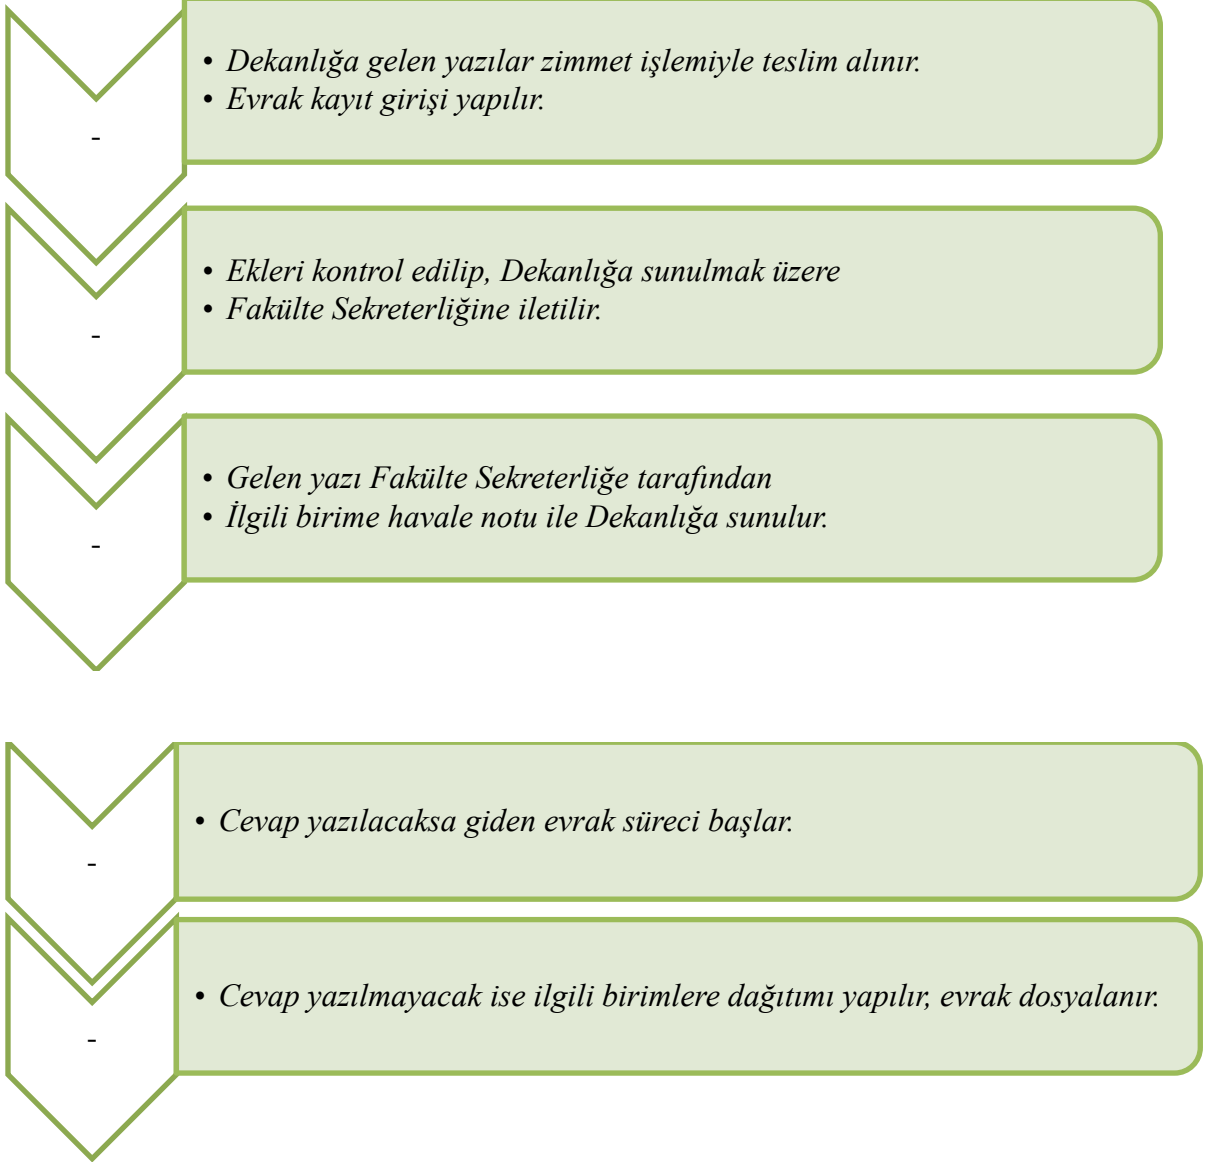 • Dekanlığa gelen yazılar zimmet işlemiyle teslim alınır.
• Evrak kayıt girişi yapılır.
-
• Ekleri kontrol edilip, Dekanlığa sunulmak üzere
• Fakülte Sekreterliğine iletilir.
-
• Gelen yazı Fakülte Sekreterliğe tarafından
• İlgili birime havale notu ile Dekanlığa sunulur.
-
• Cevap yazılacaksa giden evrak süreci başlar.
-
• Cevap yazılmayacak ise ilgili birimlere dağıtımı yapılır, evrak dosyalanır.
-